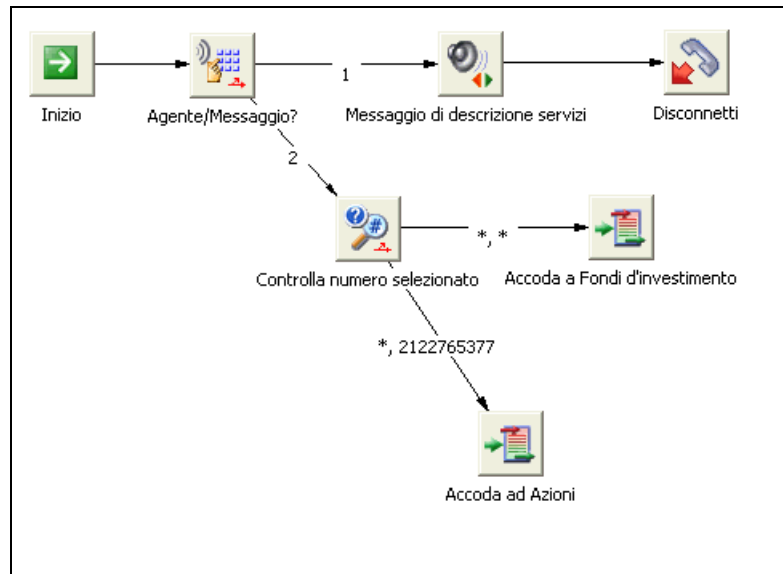 1
Inizio
Agente/Messaggio?
Messaggio di descrizione servizi
Disconnetti
2
*, *
Controlla numero selezionato
Accoda a Fondi d'investimento
*, 2122765377
Accoda ad Azioni